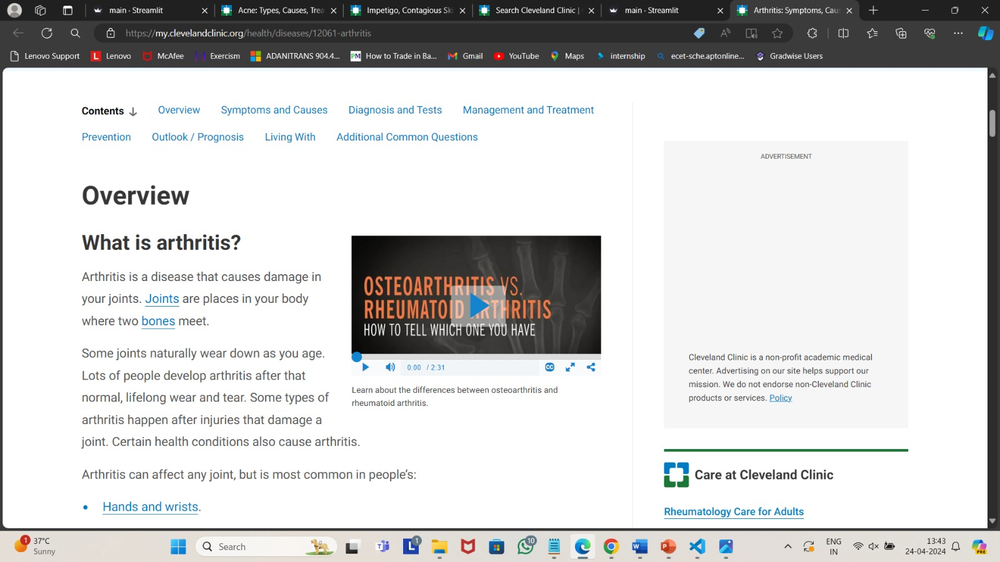 main · Streamlit
Acne: Types, Causes, Trea
Impetigo, Contagious Sk
Search Cleveland Clinic |
main · Streamlit
Arthritis: Symptoms, Cau
https://my.clevelandclinic.org/health/diseases/12061-arthritis
Lenovo Support
L Lenovo
McAfee
Exercism
ADANITRANS 904.4...
PM How to Trade in Ba...
Gmail
YouTube
Maps
internship
ecet-sche.aptonline...
Gradwise Users
Contents Overview Symptoms and Causes Diagnosis and Tests Management and Treatment
Prevention Outlook / Prognosis Living With Additional Common Questions
Overview
What is arthritis?
Arthritis is a disease that causes damage in
your joints. Joints are places in your body
where two bones meet.
Some joints naturally wear down as you age.
Lots of people develop arthritis after that
normal, lifelong wear and tear. Some types of
arthritis happen after injuries that damage a
joint. Certain health conditions also cause arthritis.
Arthritis can affect any joint, but is most common in people's:
Hands and wrists.
OSTEOARTHRITIS VS.
RHEUMATOID ARTHRITIS
HOW TO TELL WHICH ONE YOU HAVE
0:00 / 2:31
CC
Learn about the differences between osteoarthritis and
rheumatoid arthritis.
ADVERTISEMENT
Cleveland Clinic is a non-profit academic medical
center. Advertising on our site helps support our
mission. We do not endorse non-Cleveland Clinic
products or services. Policy
Care at Cleveland Clinic
Rheumatology Care for Adults
1
37°C
Sunny
Search
1
10
ENG
IN
13:43
24-04-2024
PRE